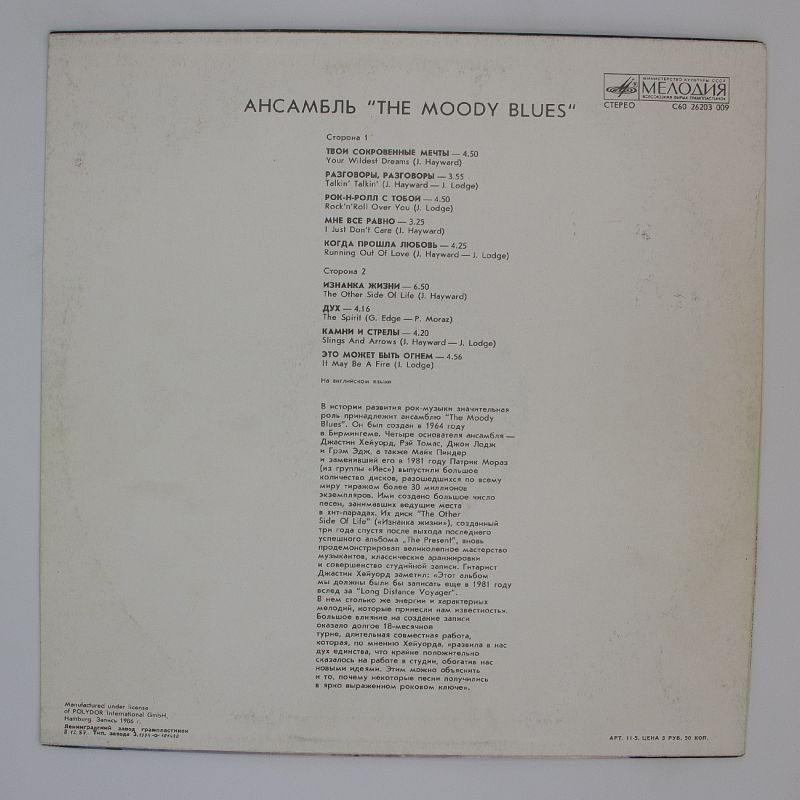 МИНИСТЕРСТВО КУЛЬТУРЫ СССР
МЕЛОДИЯ
ВСЕСОЮЗНАЯ ФИРМА ГРАМПЛАСТИНОК
АНСАМБЛЬ "THE MOODY BLUES"
СТЕРЕО С60 26203 009
Сторона 1
ТВОИ СОКРОВЕННЫЕ МЕЧТЫ — 4.50
Your Wildest Dreams (J. Hayward)
РАЗГОВОРЫ, РАЗГОВОРЫ — 3.55
Talkin' Talkin' (J. Hayward — J. Lodge)
РОК-Н-РОЛЛ С ТОБОЙ — 4.50
Rock'n'Roll Over You (J. Lodge)
МНЕ ВСЕ РАВНО — 3.25
I Just Don't Care (J. Hayward)
КОГДА ПРОШЛА ЛЮБОВЬ — 4.25
Running Out Of Love (J. Hayward — J. Lodge)
Сторона 2
ИЗНАНКА ЖИЗНИ — 6.50
The Other Side Of Life (J. Hayward)
ДУХ — 4.16
The Spirit (G. Edge — P. Moraz)
КАМНИ И СТРЕЛЫ — 4.20
Slings And Arrows (J. Hayward — J. Lodge)
ЭТО МОЖЕТ БЫТЬ ОГНЕМ — 4.56
It May Be A Fire (J. Lodge)
На английском языке
В истории развития рок-музыки значительная
роль принадлежит ансамблю "The Moody
Blues". Он был создан в 1964 году
в Бирмингеме. Четыре основателя ансамбля —
Джастин Хейуорд, Рэй Томас, Джон Лодж
и Грэм Эдж, а также Майк Пиндер
и заменивший его в 1981 году Патрик Мораз
(из группы «Йес») выпустили большое
количество дисков, разошедшихся по всему
миру тиражом более 30 миллионов
экземпляров. Ими создано большое число
песен, занимавших ведущие места
в хит-парадах. Их диск "The Other
Side Of Life" («Изнанка жизни»), созданный
три года спустя после выхода последнего
успешного альбома „The Present", вновь
продемонстрировал великолепное мастерство
музыкантов, классические аранжировки
и совершенство студийной записи. Гитарист
Джастин Хейуорд заметил: «Этот альбом
мы должны были бы записать еще в 1981 году
вслед за "Long Distance Voyager".
В нем столько же энергии и характерных
мелодий, которые принесли нам известность».
Большое влияние на создание записи
оказало долгое 18-месячное
турне, длительная совместная работа,
которая, по мнению Хейуорда, «развила в нас
дух единства, что крайне положительно
сказалось на работе в студии, обогатив нас
новыми идеями. Этим можно объяснить
и то, почему некоторые песни получились
в ярко выраженном роковом ключе».
Manufactured under license
of POLYDOR International GmbH,
Hamburg. Запись 1986 г.
Ленинградский завод грампластинок
Тип. завода
АРТ. 11-5. ЦЕНА 3 РУБ. 50 КОП.